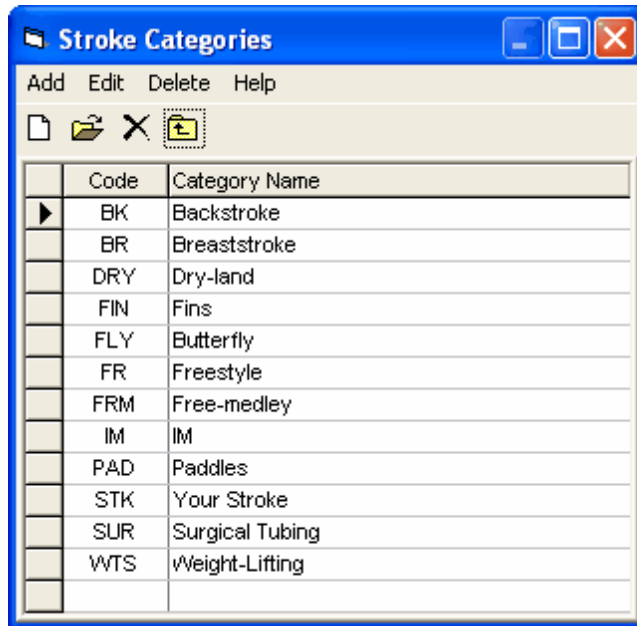 Stroke Categories
Add Edit Delete Help
Code Category Name
BK Backstroke
BR Breaststroke
DRY Dry-land
FIN Fins
FLY Butterfly
FR Freestyle
FRM Free-medley
IM IM
PAD Paddles
STK Your Stroke
SUR Surgical Tubing
WTS Weight-Lifting